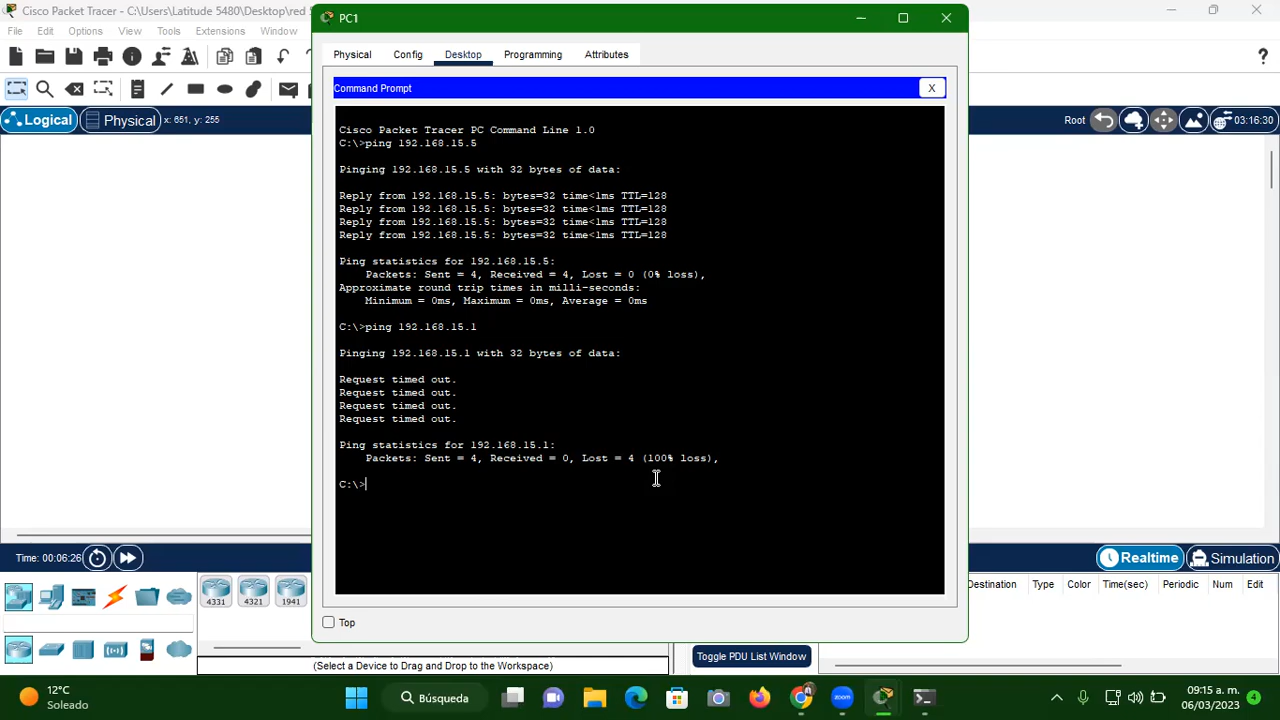 Cisco Packet Tracer - C:\Users\Latitude 5480\Desktop\red
PC1
File Edit Options View Tools Extensions Window
Physical Config Desktop Programming Attributes
Command Prompt
X
Logical Physical x: 651, y: 255
Root 03:16:30
Cisco Packet Tracer PC Command Line 1.0
C:\>ping 192.168.15.5
Pinging 192.168.15.5 with 32 bytes of data:
Reply from 192.168.15.5: bytes=32 time<1ms TTL=128
Reply from 192.168.15.5: bytes=32 time<1ms TTL=128
Reply from 192.168.15.5: bytes=32 time<1ms TTL=128
Reply from 192.168.15.5: bytes=32 time<1ms TTL=128
Ping statistics for 192.168.15.5:
Packets: Sent = 4, Received = 4, Lost = 0 (0% loss),
Approximate round trip times in milli-seconds:
Minimum = 0ms, Maximum = 0ms, Average = 0ms
C:\>ping 192.168.15.1
Pinging 192.168.15.1 with 32 bytes of data:
Request timed out.
Request timed out.
Request timed out.
Request timed out.
Ping statistics for 192.168.15.1:
Packets: Sent = 4, Received = 0, Lost = 4 (100% loss),
C:\>
Time: 00:06:26
Realtime Simulation
4331 4321 1941
Destination Type Color Time(sec) Periodic Num Edit
Top
(Select a Device to Drag and Drop to the Workspace)
Toggle PDU List Window
12°C
Soleado
Búsqueda
09:15 a. m.
06/03/2023
4